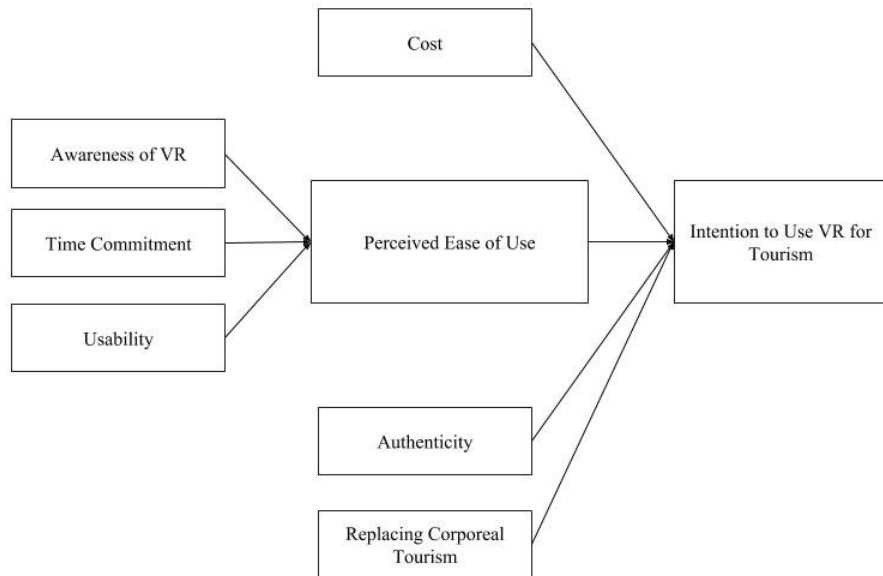 Cost
Awareness of VR
Time Commitment
Usability
Perceived Ease of Use
Intention to Use VR for
Tourism
Authenticity
Replacing Corporeal
Tourism